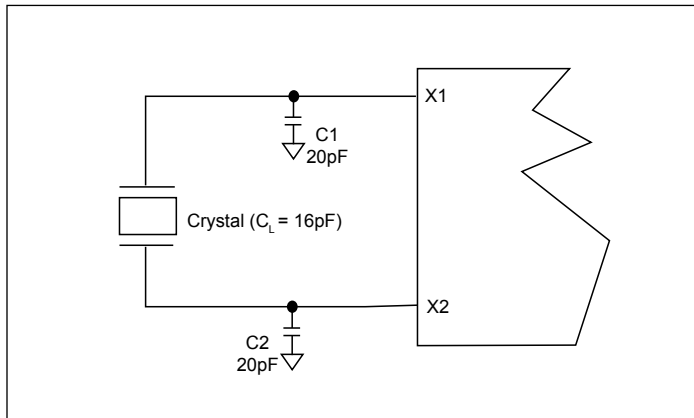 X1
C1
20pF
Crystal (C_L = 16pF)
X2
C2
20pF